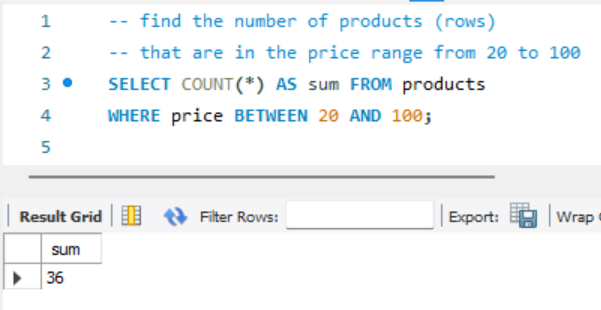 1 -- find the number of products (rows)
2 -- that are in the price range from 20 to 100
3 SELECT COUNT(*) AS sum FROM products
4 WHERE price BETWEEN 20 AND 100;
5
Result Grid Filter Rows: Export: Wrap
sum
36